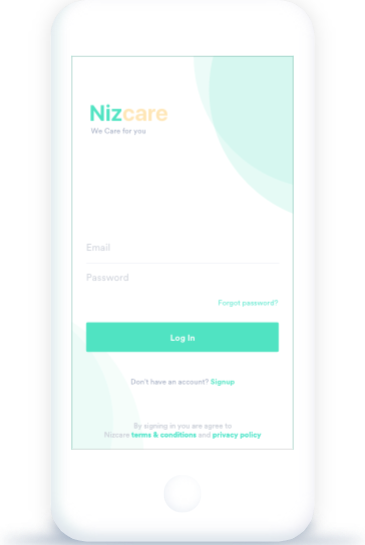 Nizcare
We Care for you
Email
Password
Forgot password?
Log In
Don't have an account? Signup
By signing in you are agree to
Nizcare terms & conditions and privacy policy